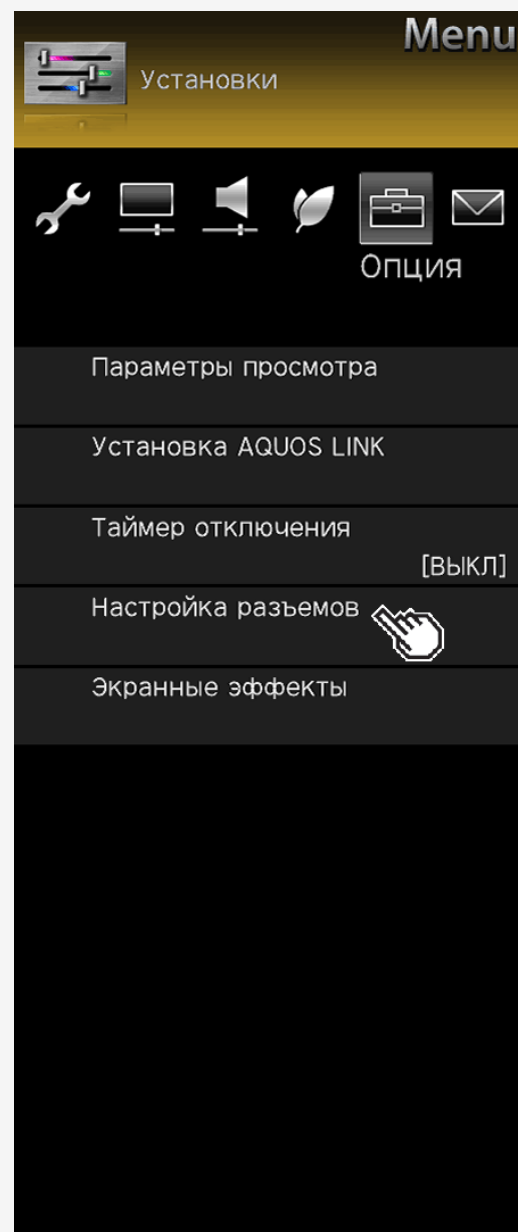 Menu
Установки
Опция
Параметры просмотра
Установка AQUOS LINK
Таймер отключения
[ВЫКЛ]
Настройка разъемов
Экранные эффекты